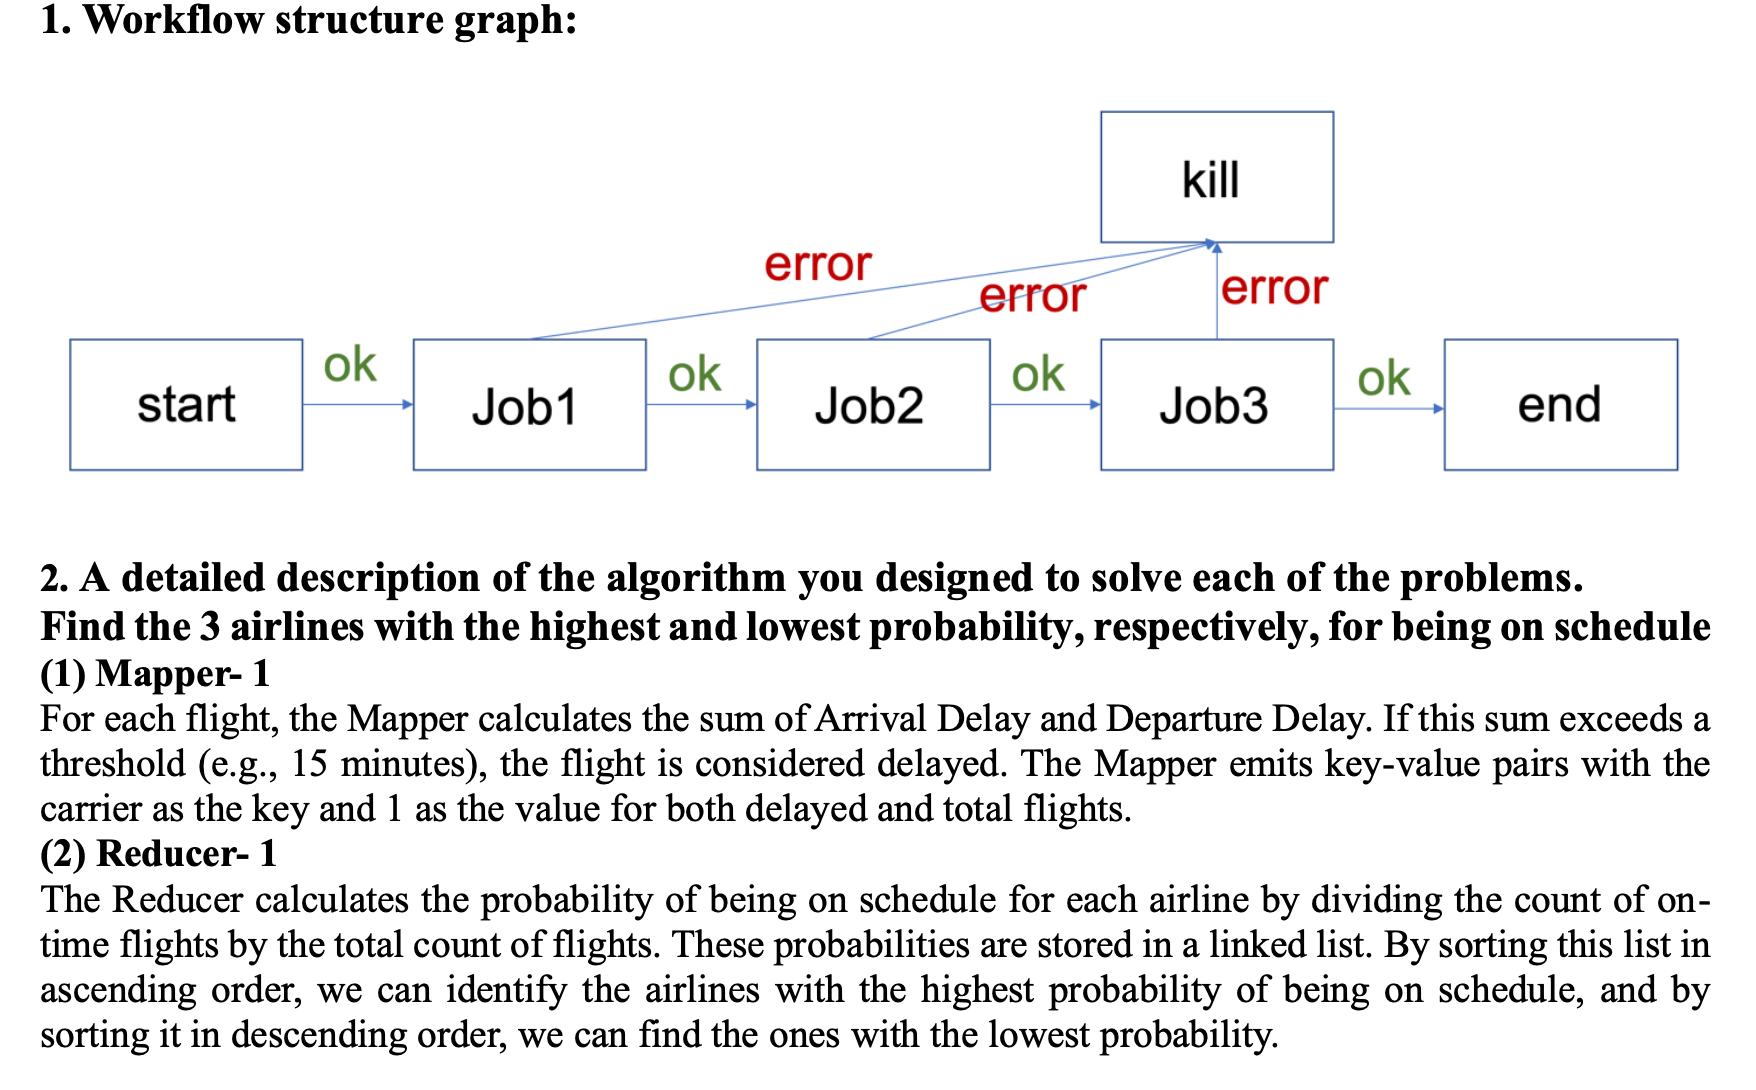 1. Workflow structure graph:
kill
error
error
error
start
ok
Job1
ok
Job2
ok
Job3
ok
end
2. A detailed description of the algorithm you designed to solve each of the problems.
Find the 3 airlines with the highest and lowest probability, respectively, for being on schedule
(1) Mapper- 1
For each flight, the Mapper calculates the sum of Arrival Delay and Departure Delay. If this sum exceeds a
threshold (e.g., 15 minutes), the flight is considered delayed. The Mapper emits key-value pairs with the
carrier as the key and 1 as the value for both delayed and total flights.
(2) Reducer- 1
The Reducer calculates the probability of being on schedule for each airline by dividing the count of on-
time flights by the total count of flights. These probabilities are stored in a linked list. By sorting this list in
ascending order, we can identify the airlines with the highest probability of being on schedule, and by
sorting it in descending order, we can find the ones with the lowest probability.